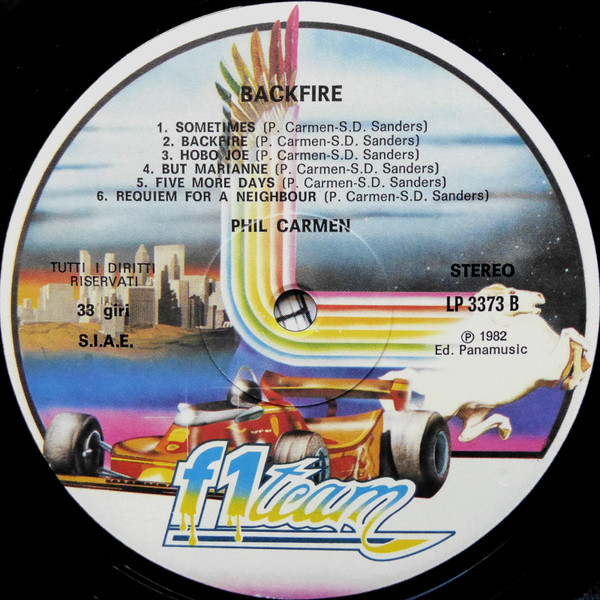 BACKFIRE
1. SOMETIMES (P. Carmen-S.D. Sanders)
2. BACKFIRE (P. Carmen-S.D. Sanders)
3. HOBO JOE (P. Carmen-S.D. Sanders)
4. BUT MARIANNE (P. Carmen-S.D. Sanders)
5. FIVE MORE DAYS (P. Carmen-S.D. Sanders)
6. REQUIEM FOR A NEIGHBOUR (P. Carmen-S.D. Sanders)
PHIL CARMEN
TUTTI I DIRITTI
RISERVATI
33 giri
S.I.A.E.
STEREO
LP 3373 B
Ⓟ 1982
Ed. Panamusic
f1 team